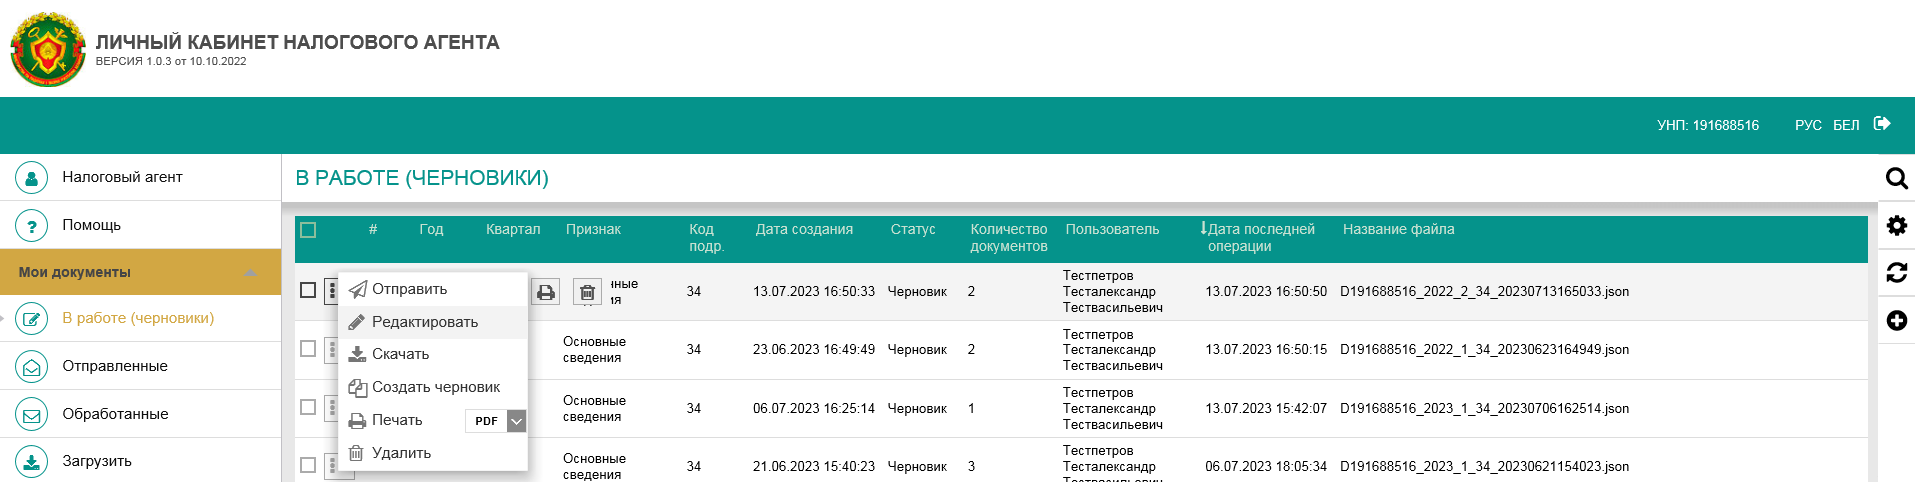 ЛИЧНЫЙ КАБИНЕТ НАЛОГОВОГО АГЕНТА
ВЕРСИЯ 1.0.3 от 10.10.2022
УНП: 191688516 РУС БЕЛ
Налоговый агент
Помощь
Мои документы
В работе (черновики)
Отправленные
Обработанные
Загрузить
В РАБОТЕ (ЧЕРНОВИКИ)
# Год Квартал Признак Код подр. Дата создания Статус Количество документов Пользователь Дата последней операции Название файла
34 13.07.2023 16:50:33 Черновик 2 Тестпетров Тесталександр Тествасильевич 13.07.2023 16:50:50 D191688516_2022_2_34_20230713165033.json
Основные сведения 34 23.06.2023 16:49:49 Черновик 2 Тестпетров Тесталександр Тествасильевич 13.07.2023 16:50:15 D191688516_2022_1_34_20230623164949.json
Основные сведения 34 06.07.2023 16:25:14 Черновик 1 Тестпетров Тесталександр Тествасильевич 13.07.2023 15:42:07 D191688516_2023_1_34_20230706162514.json
Основные сведения 34 21.06.2023 15:40:23 Черновик 3 Тестпетров Тесталександр Тествасильевич 06.07.2023 18:05:34 D191688516_2023_1_34_20230621154023.json
Отправить
Редактировать
Скачать
Создать черновик
Печать PDF
Удалить